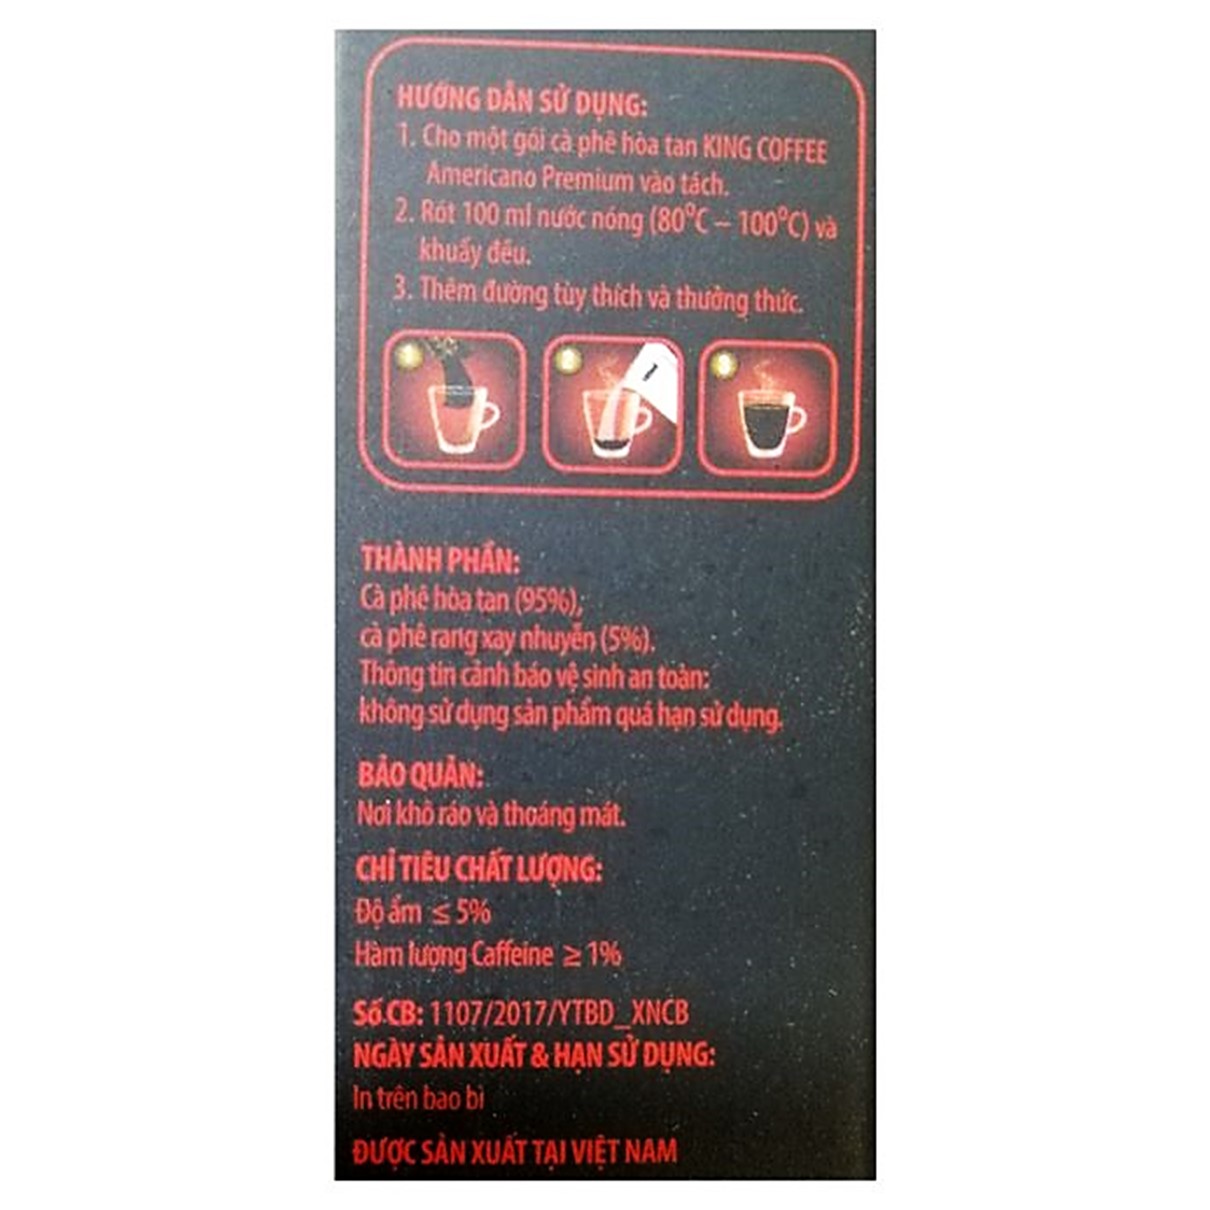 HƯỚNG DẪN SỬ DỤNG:
1. Cho một gói cà phê hòa tan KING COFFEE
Americano Premium vào tách.
2. Rót 100 ml nước nóng (80°C – 100°C) và
khuấy đều.
3. Thêm đường tùy thích và thưởng thức.
1 2 3
THÀNH PHẦN:
Cà phê hòa tan (95%),
cà phê rang xay nhuyễn (5%).
Thông tin cảnh báo vệ sinh an toàn:
không sử dụng sản phẩm quá hạn sử dụng.
BẢO QUẢN:
Nơi khô ráo và thoáng mát.
CHỈ TIÊU CHẤT LƯỢNG:
Độ ẩm ≤ 5%
Hàm lượng Caffeine ≥ 1%
Số CB: 1107/2017/YTBD_XNCB
NGÀY SẢN XUẤT & HẠN SỬ DỤNG:
In trên bao bì
ĐƯỢC SẢN XUẤT TẠI VIỆT NAM